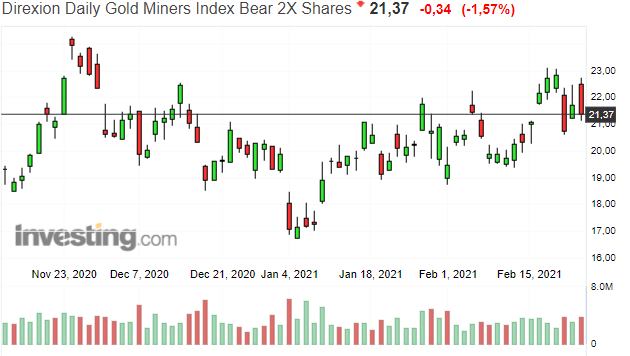 Direxion Daily Gold Miners Index Bear 2X Shares 21,37 -0,34 (-1,57%)
23,00
21,37
21,00
20,00
19,00
18,00
17,00
16,00
Investing.com
Nov 23, 2020 Dec 7, 2020 Dec 21, 2020 Jan 4, 2021 Jan 18, 2021 Feb 1, 2021 Feb 15, 2021
8.0M
0